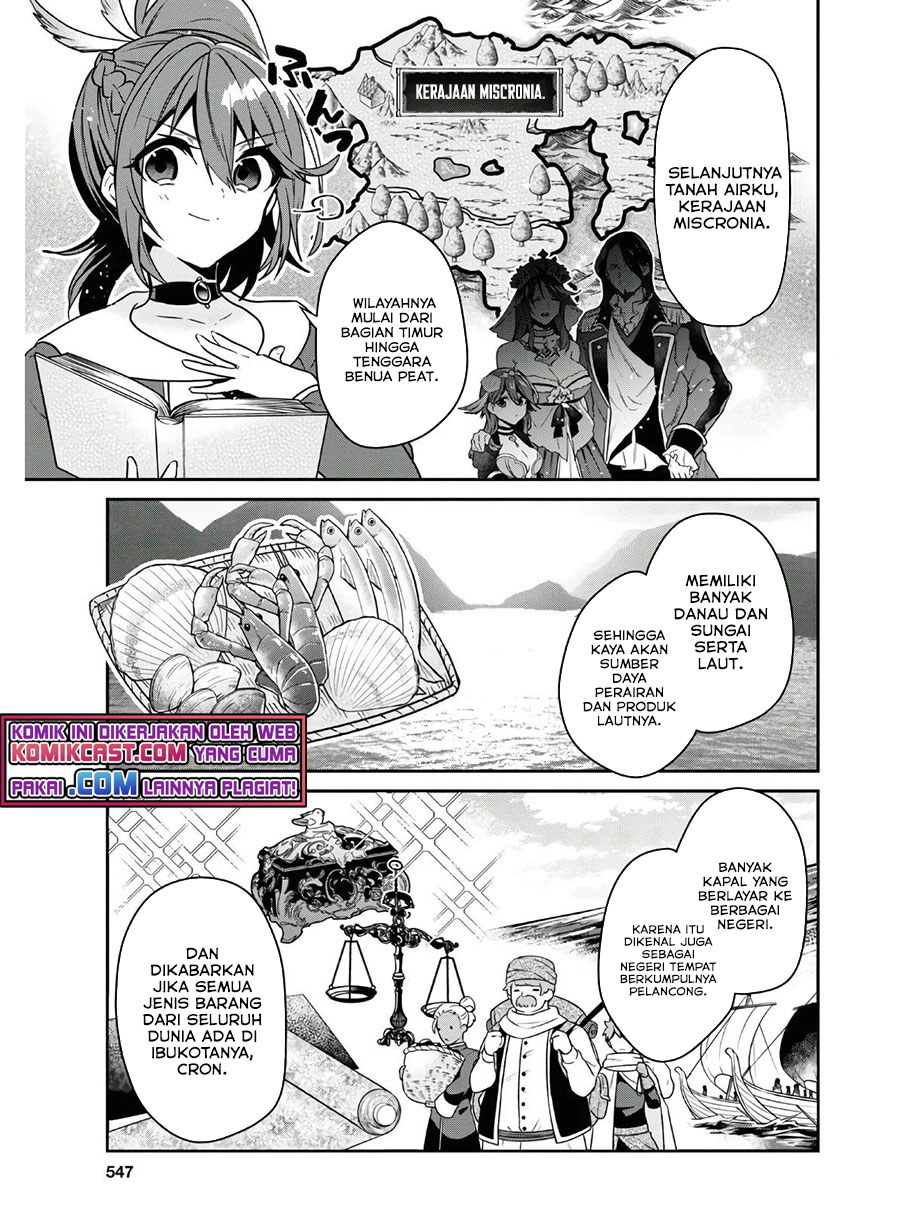 KERAJAAN MISCRONIA.
ふんっ
SELANJUTNYA
TANAH AIRKU,
KERAJAAN
MISCRONIA.
WILAYAHNYA
MULAI DARI
BAGIAN TIMUR
HINGGA
TENGGARA
BENUA PEAT.
MEMILIKI
BANYAK
DANAU DAN
SUNGAI
SERTA
LAUT.
SEHINGGA
KAYA AKAN
SUMBER
DAYA
PERAIRAN
DAN PRODUK
LAUTNYA.
KOMIK INI DIKERJAKAN OLEH WEB
KOMIKCAST.COM YANG CUMA
PAKAI .COM LAINNYA PLAGIAT!
BANYAK
KAPAL YANG
BERLAYAR KE
BERBAGAI
NEGERI.
KARENA ITU
DIKENAL JUGA
SEBAGAI
NEGERI TEMPAT
BERKUMPULNYA
PELANCONG.
DAN
DIKABARKAN
JIKA SEMUA
JENIS BARANG
DARI SELURUH
DUNIA ADA DI
IBUKOTANYA,
CRON.
547